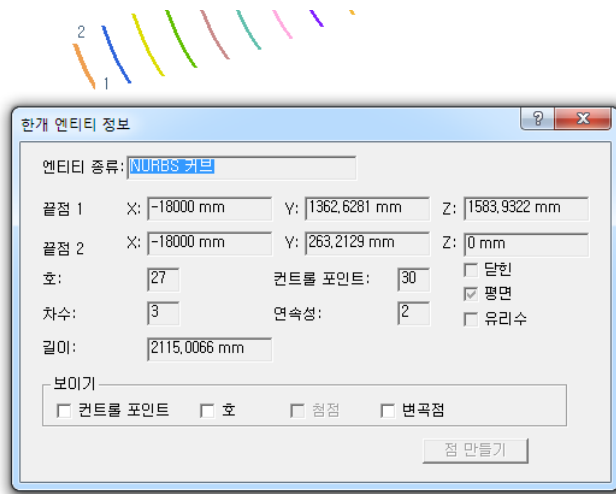 2
1
한개 엔티티 정보
엔티티 종류: NURBS 커브
끝점 1 X: -18000 mm Y: 1362,6281 mm Z: 1583,9322 mm
끝점 2 X: -18000 mm Y: 263,2129 mm Z: 0 mm
호: 27 컨트롤 포인트: 30 닫힌
평면
차수: 3 연속성: 2 유리수
길이: 2115,0066 mm
보이기
컨트롤 포인트 호 첨점 변곡점
점 만들기